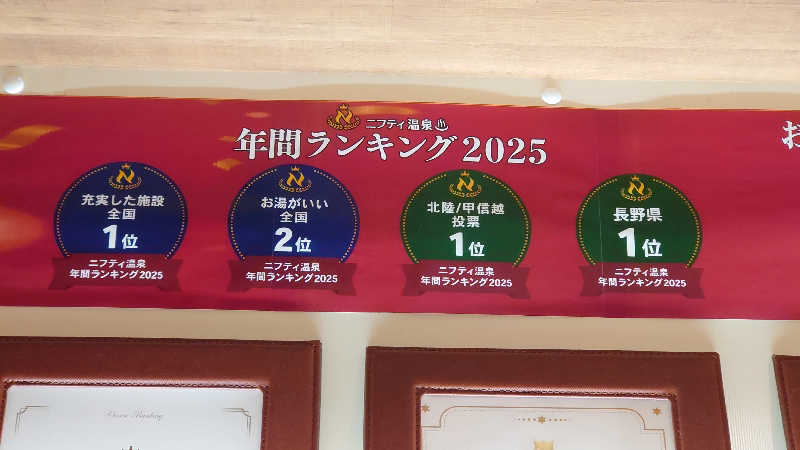 ニフティ温泉
年間ランキング2025
お
充実した施設
全国
1位
ニフティ温泉
年間ランキング2025
お湯がいい
全国
2位
ニフティ温泉
年間ランキング2025
北陸/甲信越
投票
1位
ニフティ温泉
年間ランキング2025
長野県
1位
ニフティ温泉
年間ランキング2025